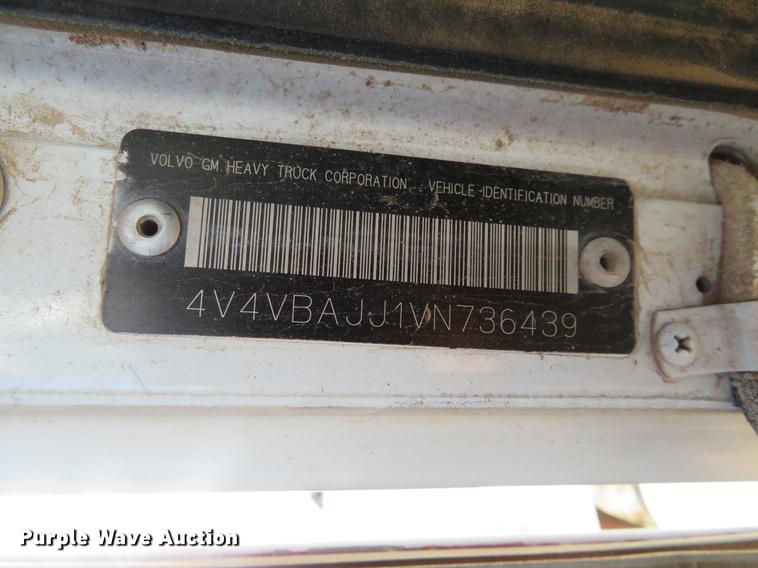 VOLVO GM HEAVY TRUCK CORPORATION VEHICLE IDENTIFICATION NUMBER
4V4VBAJJ1VN736439
Purple Wave Auction